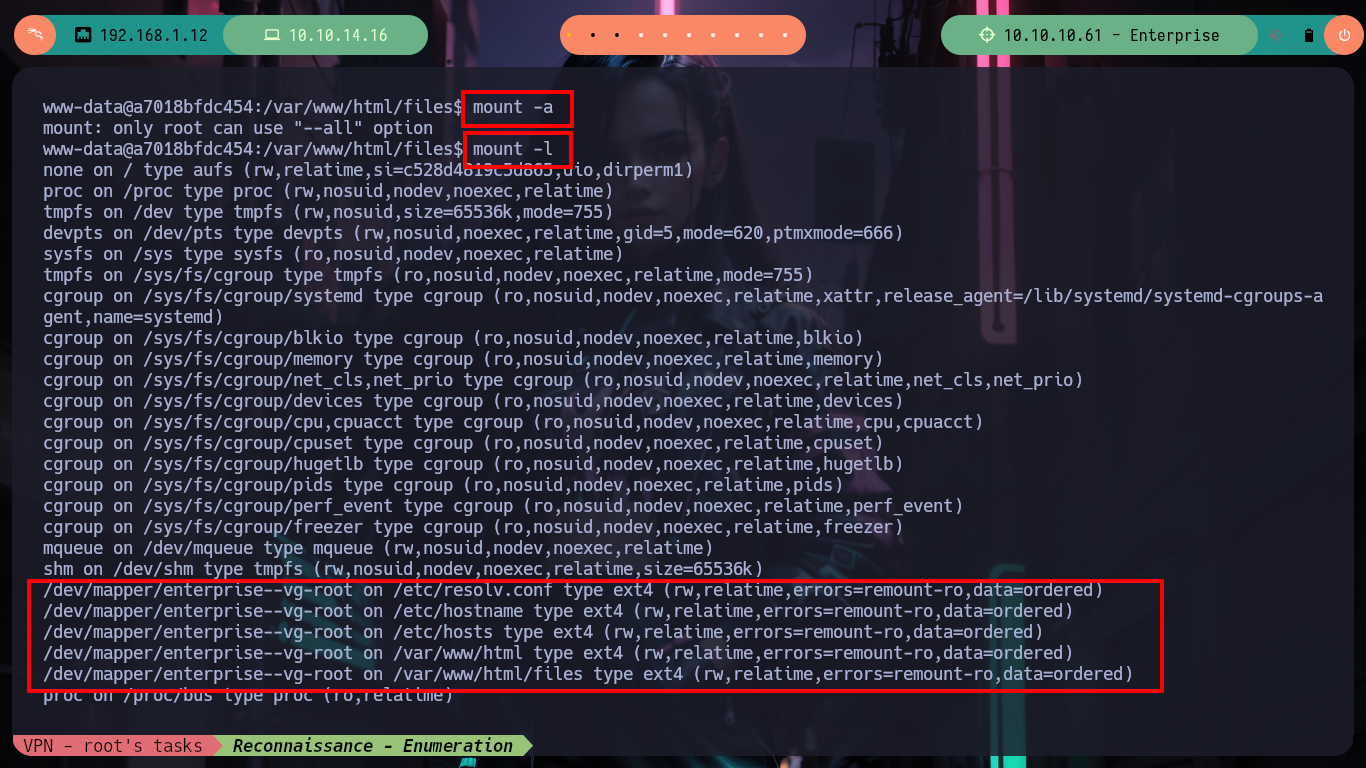 192.168.1.12
10.10.14.16
10.10.10.61 - Enterprise
www-data@a7018bfdc454:/var/www/html/files$ mount -a
mount: only root can use "--all" option
www-data@a7018bfdc454:/var/www/html/files$ mount -l
none on / type aufs (rw,relatime,si=c528d4819c5d865,dio,dirperm1)
proc on /proc type proc (rw,nosuid,nodev,noexec,relatime)
tmpfs on /dev type tmpfs (rw,nosuid,size=65536k,mode=755)
devpts on /dev/pts type devpts (rw,nosuid,noexec,relatime,gid=5,mode=620,ptmxmode=666)
sysfs on /sys type sysfs (ro,nosuid,nodev,noexec,relatime)
tmpfs on /sys/fs/cgroup type tmpfs (ro,nosuid,nodev,noexec,relatime,mode=755)
cgroup on /sys/fs/cgroup/systemd type cgroup (ro,nosuid,nodev,noexec,relatime,xattr,release_agent=/lib/systemd/systemd-cgroups-a
gent,name=systemd)
cgroup on /sys/fs/cgroup/blkio type cgroup (ro,nosuid,nodev,noexec,relatime,blkio)
cgroup on /sys/fs/cgroup/memory type cgroup (ro,nosuid,nodev,noexec,relatime,memory)
cgroup on /sys/fs/cgroup/net_cls,net_prio type cgroup (ro,nosuid,nodev,noexec,relatime,net_cls,net_prio)
cgroup on /sys/fs/cgroup/devices type cgroup (ro,nosuid,nodev,noexec,relatime,devices)
cgroup on /sys/fs/cgroup/cpu,cpuacct type cgroup (ro,nosuid,nodev,noexec,relatime,cpu,cpuacct)
cgroup on /sys/fs/cgroup/cpuset type cgroup (ro,nosuid,nodev,noexec,relatime,cpuset)
cgroup on /sys/fs/cgroup/hugetlb type cgroup (ro,nosuid,nodev,noexec,relatime,hugetlb)
cgroup on /sys/fs/cgroup/pids type cgroup (ro,nosuid,nodev,noexec,relatime,pids)
cgroup on /sys/fs/cgroup/perf_event type cgroup (ro,nosuid,nodev,noexec,relatime,perf_event)
cgroup on /sys/fs/cgroup/freezer type cgroup (ro,nosuid,nodev,noexec,relatime,freezer)
mqueue on /dev/mqueue type mqueue (rw,nosuid,nodev,noexec,relatime)
shm on /dev/shm type tmpfs (rw,nosuid,nodev,noexec,relatime,size=65536k)
/dev/mapper/enterprise--vg-root on /etc/resolv.conf type ext4 (rw,relatime,errors=remount-ro,data=ordered)
/dev/mapper/enterprise--vg-root on /etc/hostname type ext4 (rw,relatime,errors=remount-ro,data=ordered)
/dev/mapper/enterprise--vg-root on /etc/hosts type ext4 (rw,relatime,errors=remount-ro,data=ordered)
/dev/mapper/enterprise--vg-root on /var/www/html type ext4 (rw,relatime,errors=remount-ro,data=ordered)
/dev/mapper/enterprise--vg-root on /var/www/html/files type ext4 (rw,relatime,errors=remount-ro,data=ordered)
proc on /proc/bus type proc (ro,relatime)
VPN - root's tasks
Reconnaissance - Enumeration